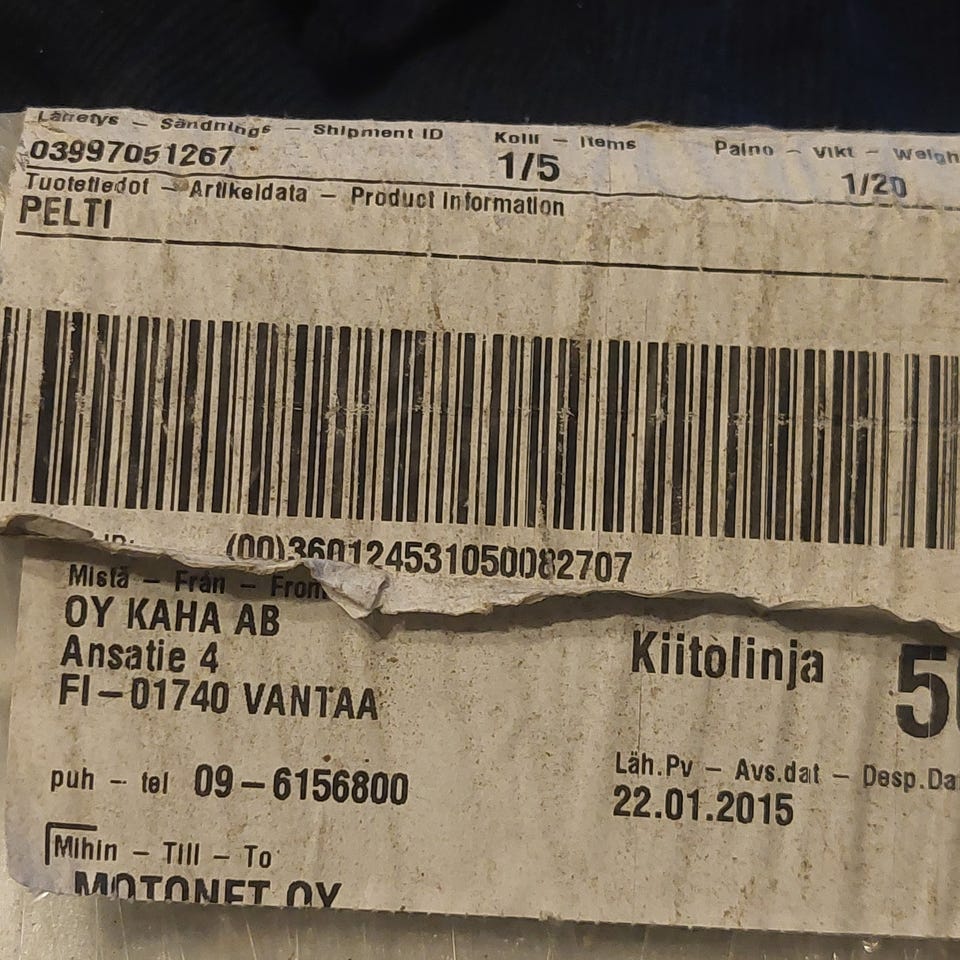 Lähetys - Sändnings - Shipment ID Kolli - Items Paino - Vikt - Weigh
03997051267 1/5 1/20
Tuotetiedot - Artikeldata - Product Information
PELTI
ID: (00)360124531050082707
Mistä - Från - From
OY KAHA AB
Ansatie 4
FI-01740 VANTAA
Kiitolinja
puh - tel 09-6156800
Läh.Pv - Avs.dat - Desp.Da
22.01.2015
Mihin - Till - To
MOTONET OY